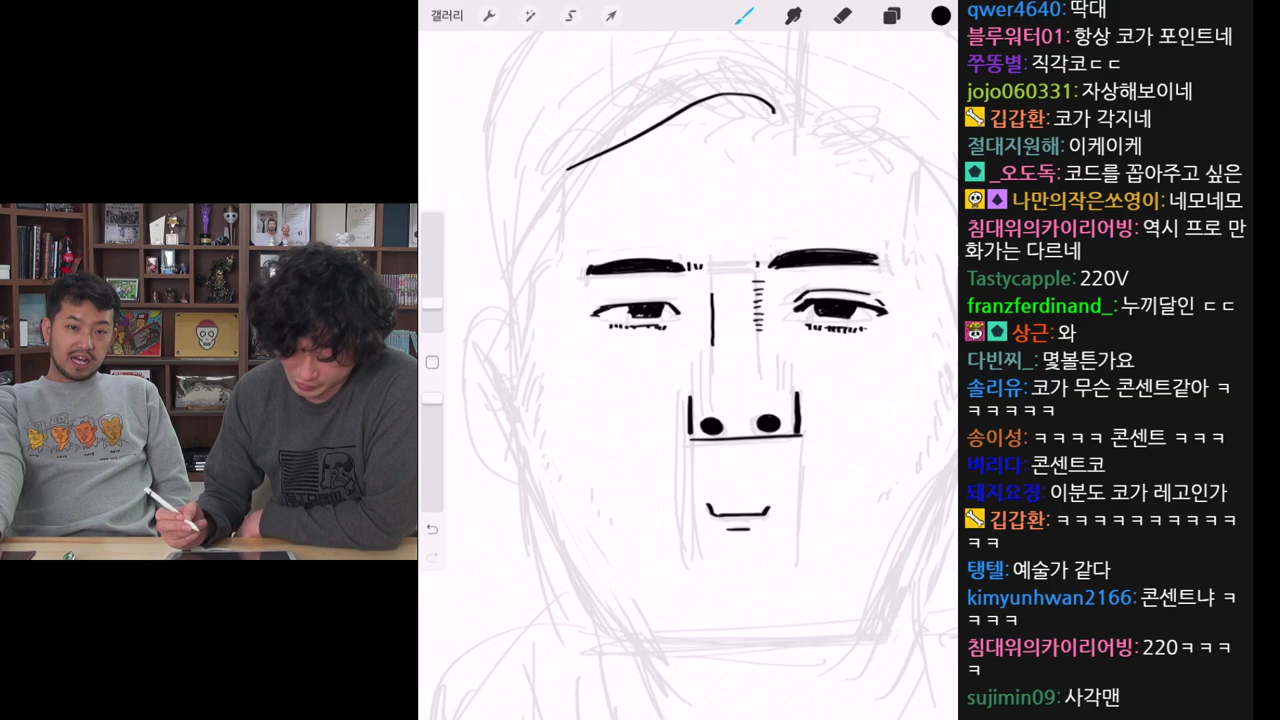 갤러리
qwer4640: 딱대
블루워터01: 항상 코가 포인트네
쭈똥별: 직각코ㄷㄷ
jojo060331: 자상해보이네
김갑환: 코가 각지네
절대지원해: 이케이케
_오도독: 코드를 꼽아주고 싶은
나만의작은쏘영이: 네모네모
침대위의카이리어빙: 역시 프로 만
화가는 다르네
Tastycapple: 220V
franzferdinand_: 누끼달인 ㄷㄷ
상근: 와
다빈찌_: 몇볼튼가요
솔리유: 코가 무슨 콘센트같아 ㅋ
ㅋㅋㅋㅋㅋ
송이성: ㅋㅋㅋㅋ 콘센트 ㅋㅋㅋ
벼리다: 콘센트코
돼지요정: 이분도 코가 레고인가
김갑환: ㅋㅋㅋㅋㅋㅋㅋㅋㅋㅋ
ㅋㅋ
탱텔: 예술가 같다
kimyunhwan2166: 콘센트냐 ㅋ
ㅋㅋㅋ
침대위의카이리어빙: 220ㅋㅋㅋ
ㅋ
sujimin09: 사각맨